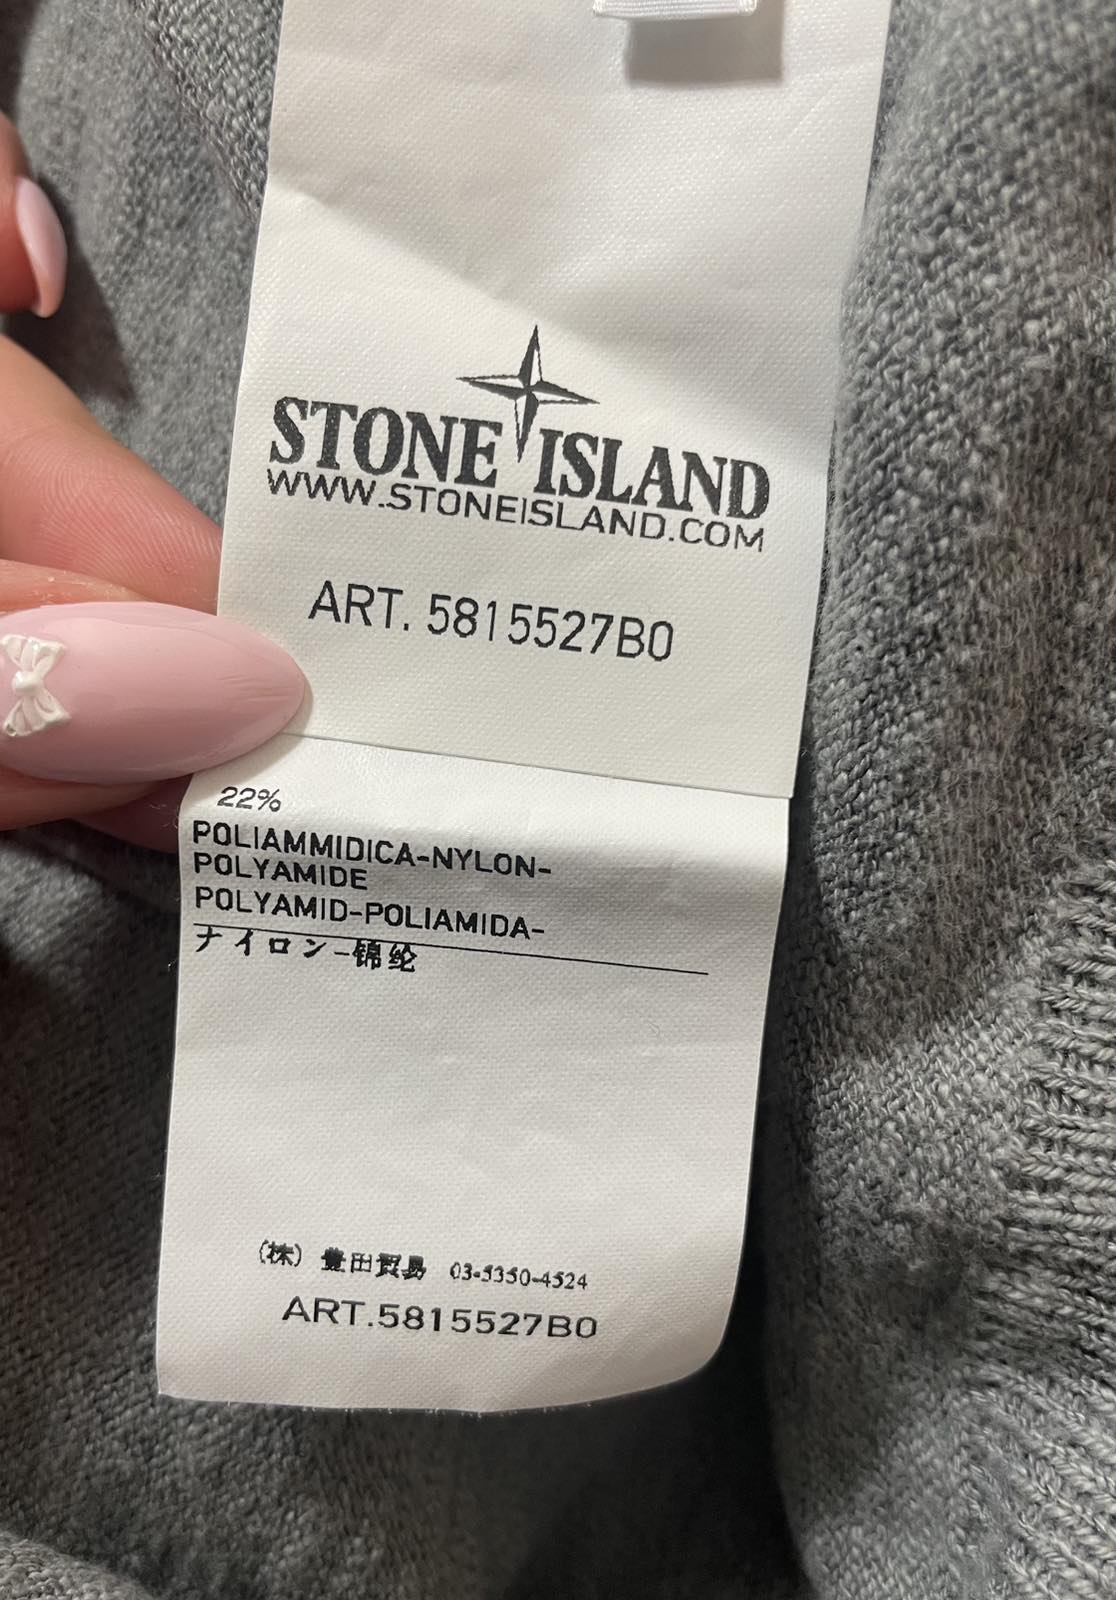 STONE ISLAND
WWW.STONEISLAND.COM
ART. 5815527B0
22%
POLIAMMIDICA-NYLON-
POLYAMIDE
POLYAMID-POLIAMIDA-
ナイロン-锦纶
(株) 豊田貿易 03-5350-4524
ART.5815527B0